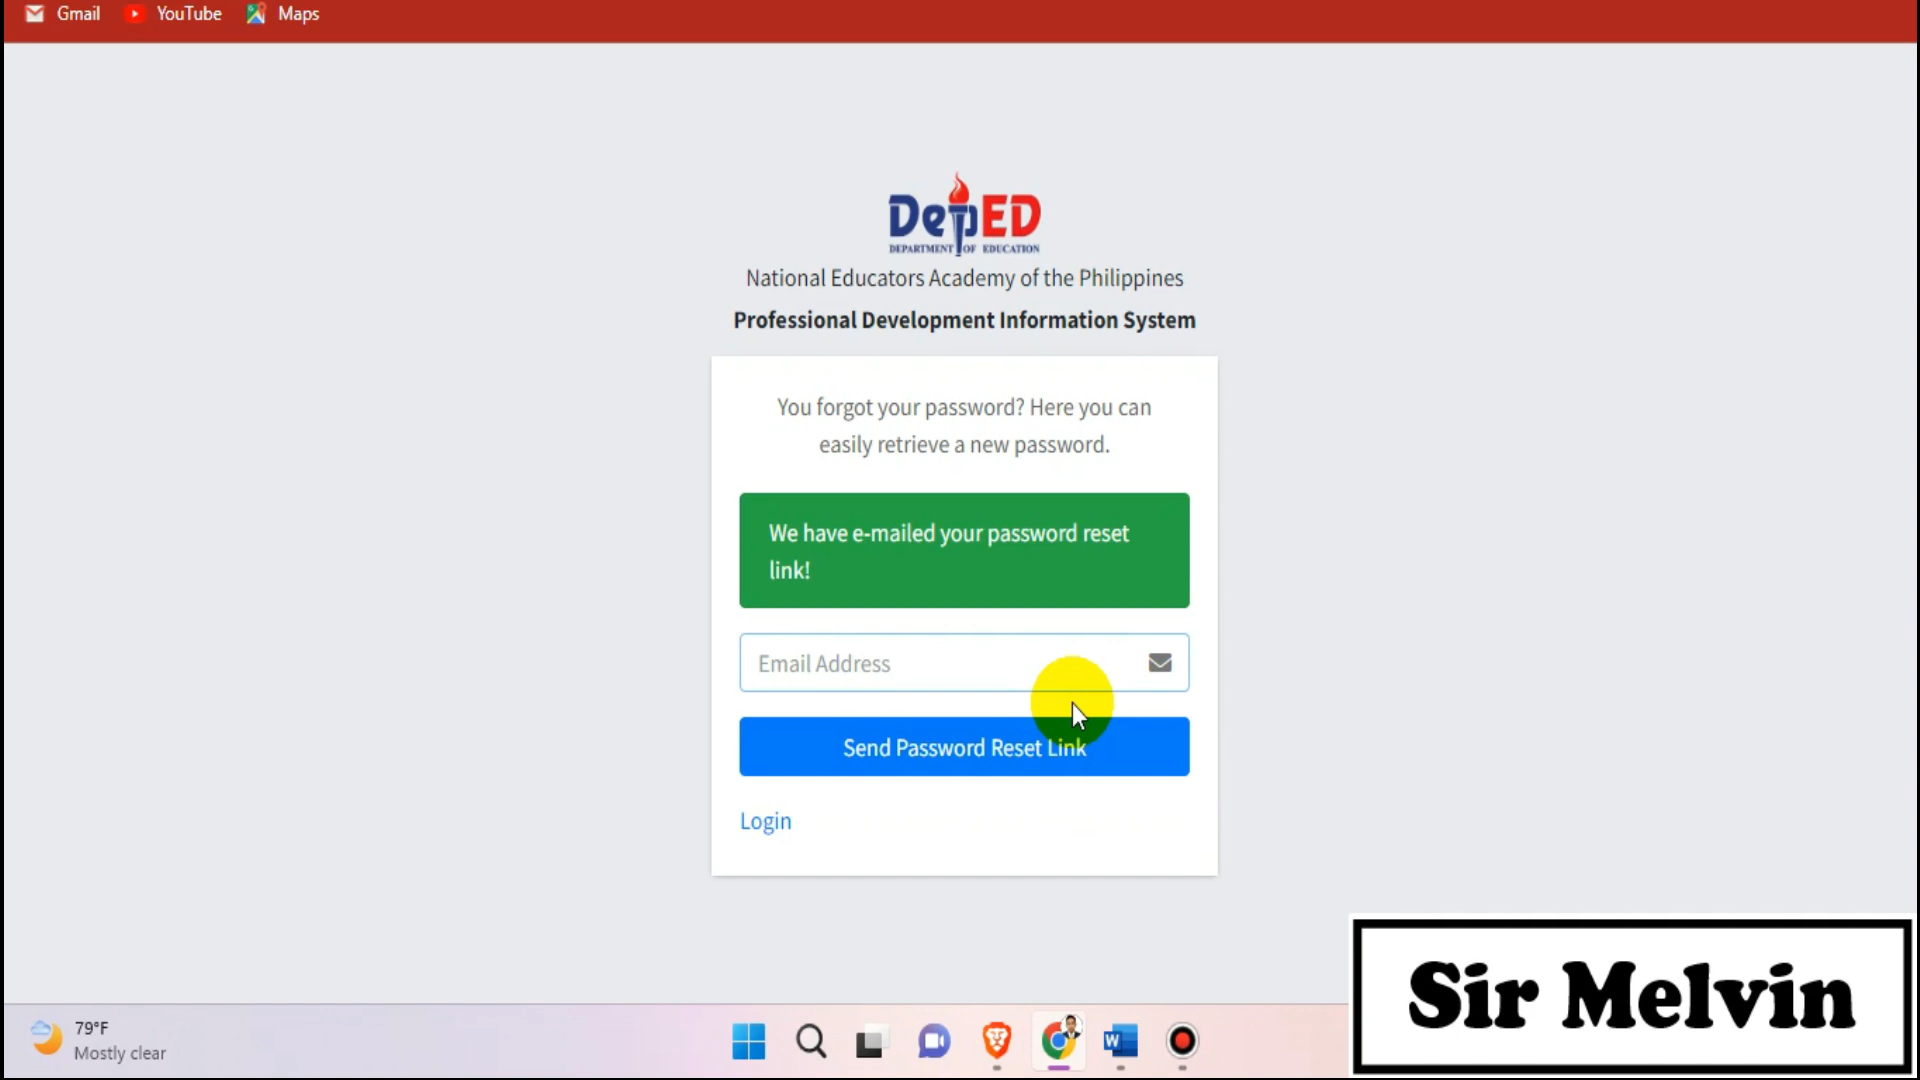 Gmail YouTube Maps
DepED
DEPARTMENT OF EDUCATION
National Educators Academy of the Philippines
Professional Development Information System
You forgot your password? Here you can
easily retrieve a new password.
We have e-mailed your password reset
link!
Email Address
Send Password Reset Link
Login
Sir Melvin
79°F
Mostly clear
W